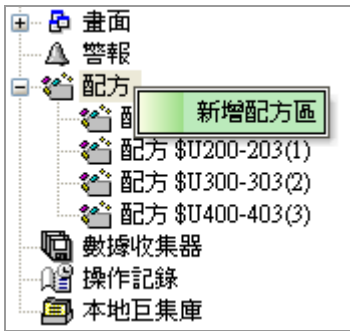 畫面
警報
配方
新增配方區
配
配方 $U200-203(1)
配方 $U300-303(2)
配方 $U400-403(3)
數據收集器
操作記錄
本地巨集庫